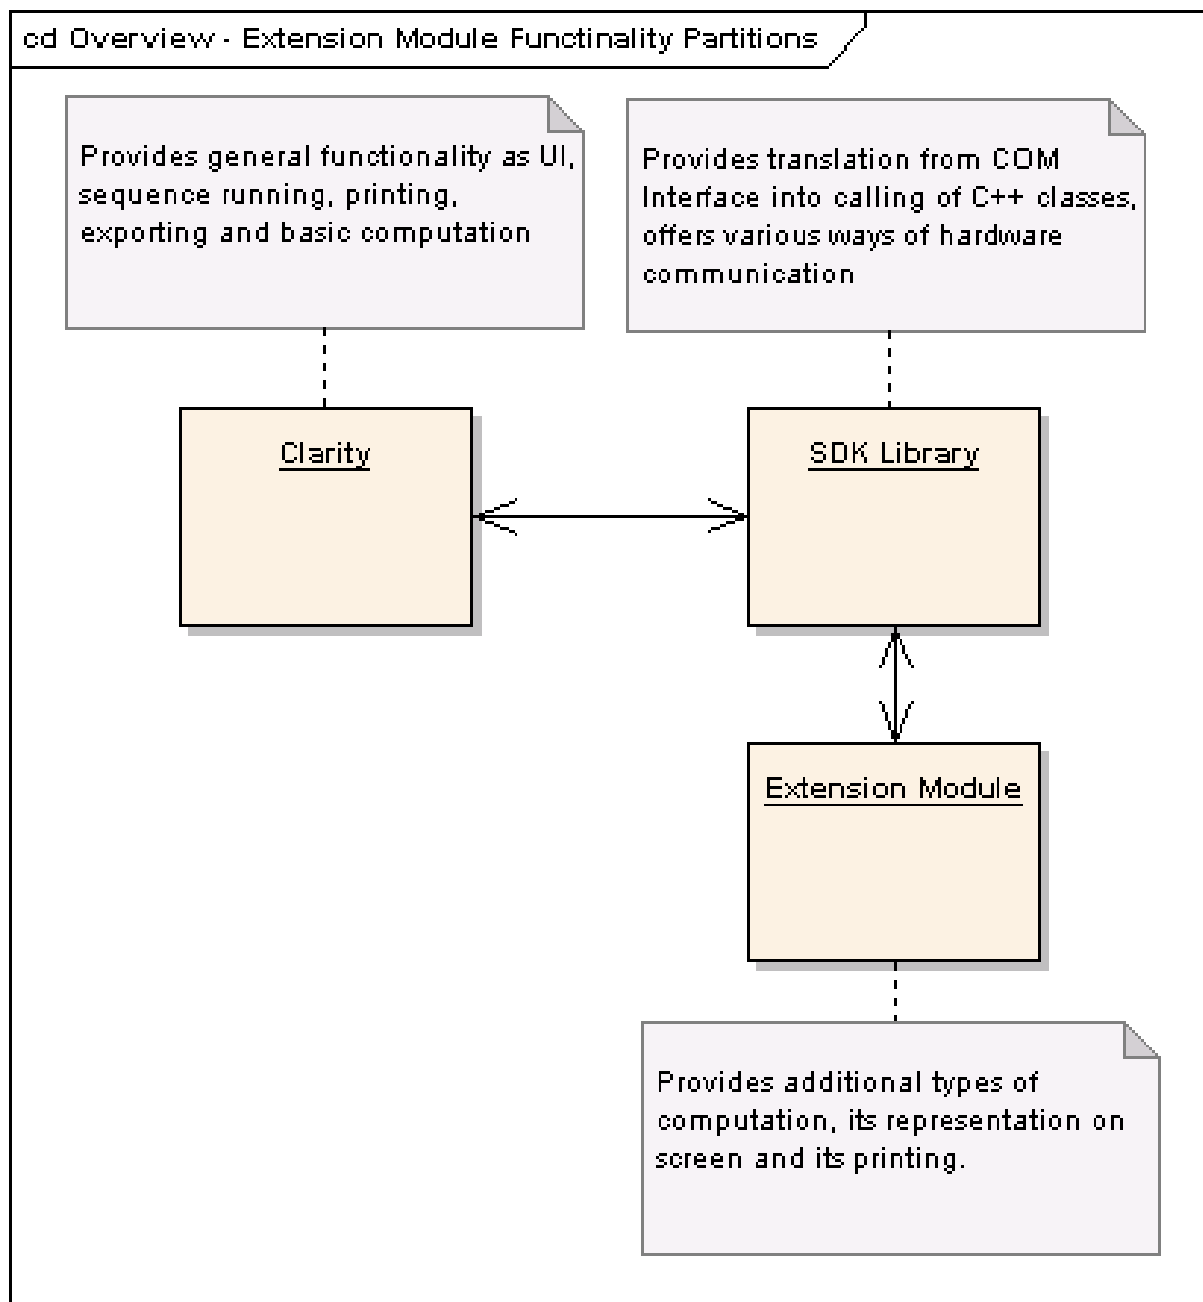 cd Overview - Extension Module Functinality Partitions
Provides general functionality as UI,
sequence running, printing,
exporting and basic computation
Provides translation from COM
Interface into calling of C++ classes,
offers various ways of hardware
communication
Clarity
SDK Library
Extension Module
Provides additional types of
computation, its representation on
screen and its printing.